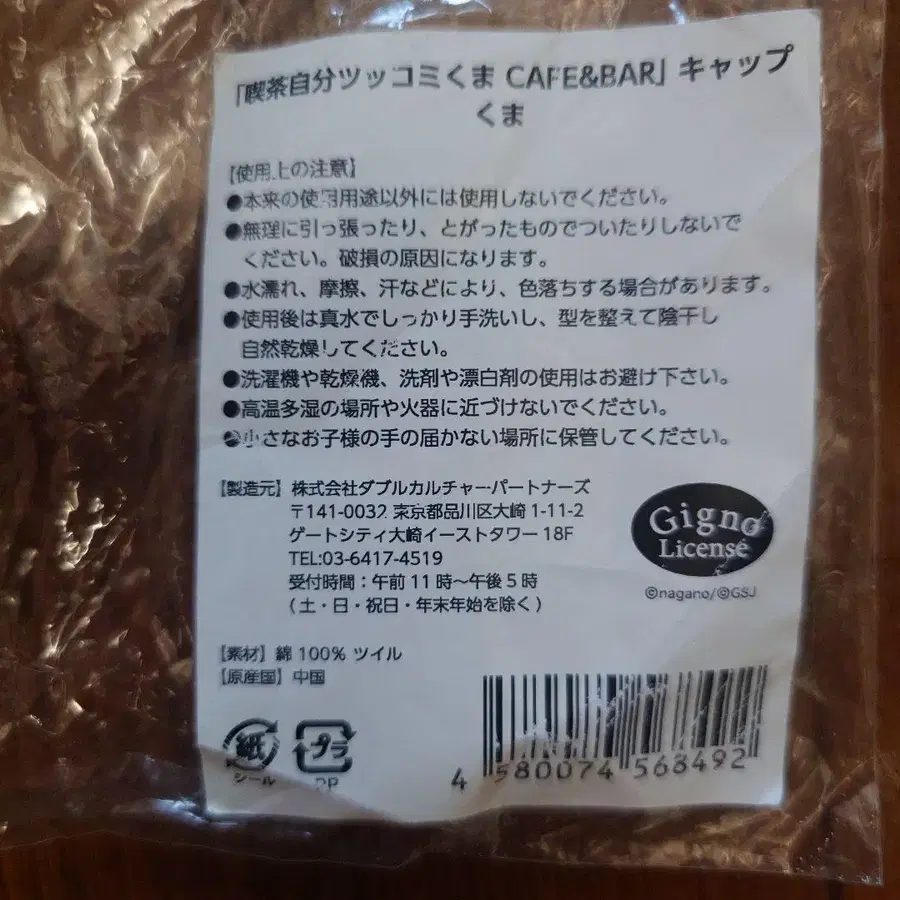 「喫茶自分ツッコミくま CAFE&BAR」キャップ
くま
【使用上の注意】
●本来の使用用途以外には使用しないでください。
●無理に引っ張ったり、とがったものでついたりしないで
ください。破損の原因になります。
●水濡れ、摩擦、汗などにより、色落ちする場合があります。
●使用後は真水でしっかり手洗いし、型を整えて陰干し
自然乾燥してください。
●洗濯機や乾燥機、洗剤や漂白剤の使用はお避け下さい。
●高温多湿の場所や火器に近づけないでください。
●小さなお子様の手の届かない場所に保管してください。
【製造元】株式会社ダブルカルチャーパートナーズ
〒141-0032 東京都品川区大崎 1-11-2
ゲートシティ大崎イーストタワー 18F
TEL:03-6417-4519
受付時間：午前 11 時〜午後 5 時
(土・日・祝日・年末年始を除く)
Gigno
License
©nagano/©GSJ
【素材】綿 100% ツイル
【原産国】中国
紙
シール
プラ
PP
4 580074 568492